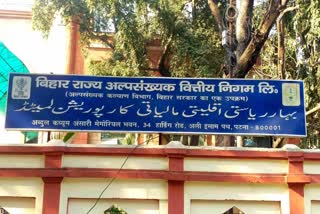 बिहार राज्य अल्पसंख्यक वित्तीय निगम लि०
(अल्पसंख्यक कल्याण विभाग, बिहार सरकार का एक उपक्रम)
بہار ریاستی اقلیتی مالیاتی کارپوریشن لمیٹڈ
अब्दुल कय्यूम अंसारी मेमोरियल भवन, 34 हार्डिंग रोड, अली इमाम पथ, पटना - 800001